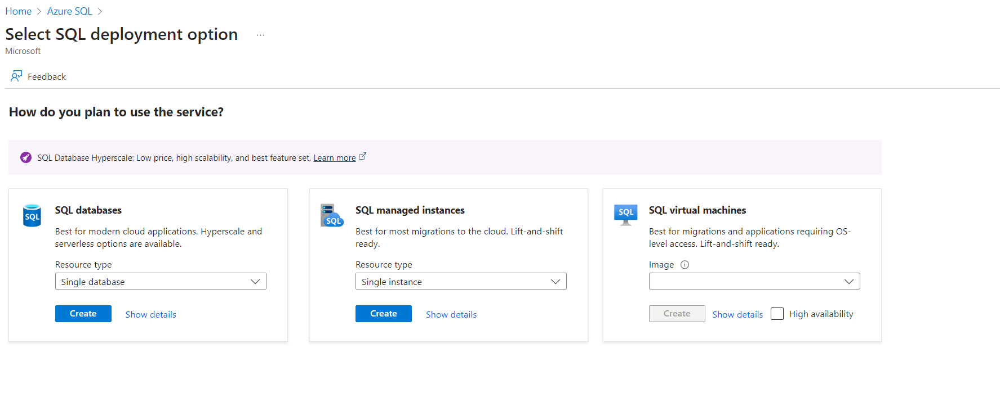 Home > Azure SQL >
Select SQL deployment option ...
Microsoft
Feedback
How do you plan to use the service?
SQL Database Hyperscale: Low price, high scalability, and best feature set. Learn more
SQL
SQL databases
Best for modern cloud applications. Hyperscale and
serverless options are available.
Resource type
Single database
Create
Show details
SQL
SQL managed instances
Best for most migrations to the cloud. Lift-and-shift
ready.
Resource type
Single instance
Create
Show details
SQL
SQL virtual machines
Best for migrations and applications requiring OS-
level access. Lift-and-shift ready.
Image
Create
Show details
High availability